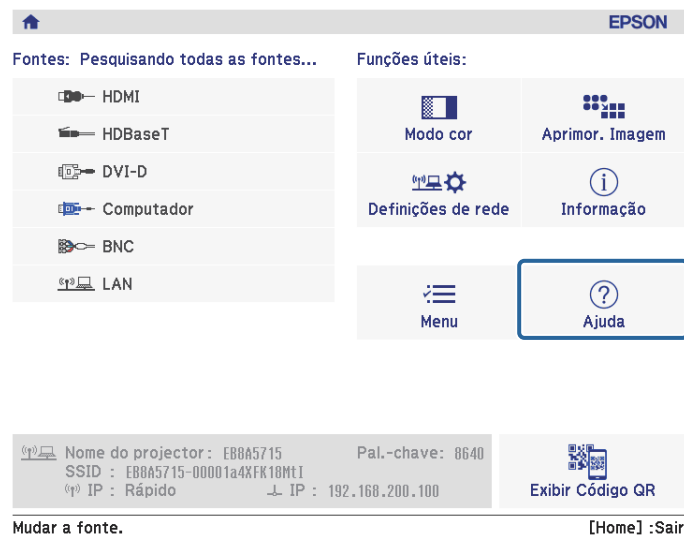 EPSON
Fontes: Pesquisando todas as fontes...
HDMI
HDBaseT
DVI-D
Computador
BNC
LAN
Funções úteis:
Modo cor
Aprimor. Imagem
Definições de rede
Informação
Menu
Ajuda
Nome do projector: EB8A5715 Pal.-chave: 8640
SSID : EB8A5715-00001a4XFK18MtI
IP : Rápido IP : 192.168.200.100
Exibir Código QR
Mudar a fonte. [Home] :Sair